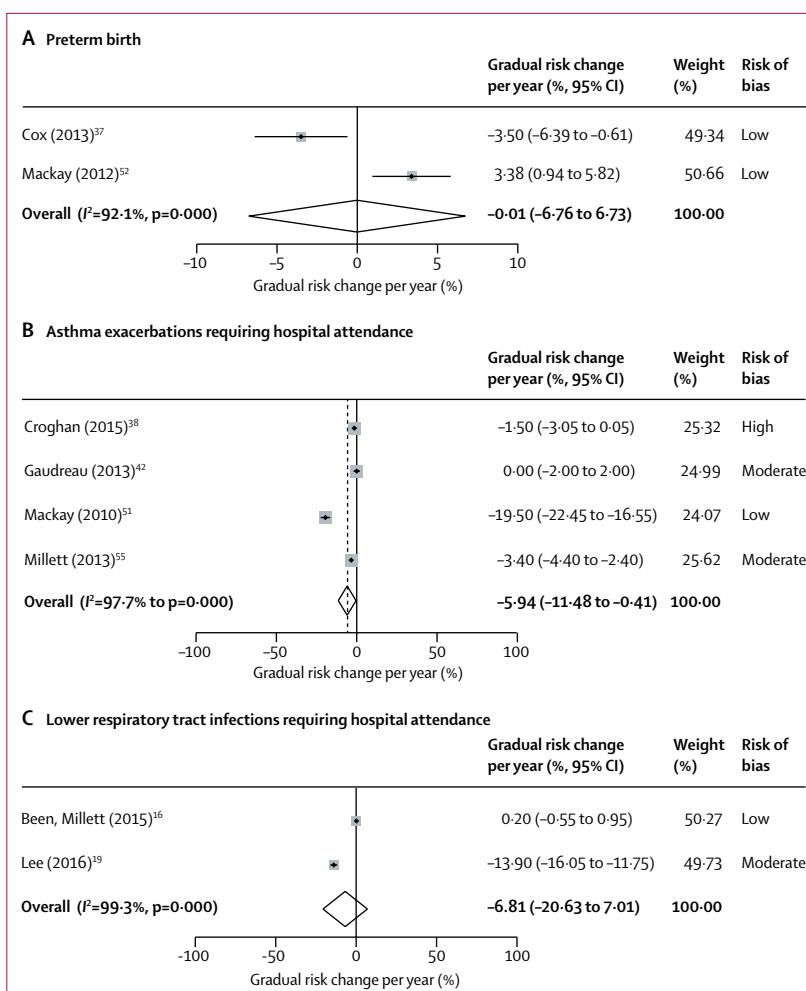 A Preterm birth
Gradual risk change per year (%, 95% CI) Weight (%) Risk of bias
Cox (2013)37 –3·50 (–6·39 to –0·61) 49·34 Low
Mackay (2012)52 3·38 (0·94 to 5·82) 50·66 Low
Overall (I2=92·1%, p=0·000) –0·01 (–6·76 to 6·73) 100·00
–10 –5 0 5 10
Gradual risk change per year (%)
B Asthma exacerbations requiring hospital attendance
Gradual risk change per year (%, 95% CI) Weight (%) Risk of bias
Croghan (2015)38 –1·50 (–3·05 to 0·05) 25·32 High
Gaudreau (2013)42 0·00 (–2·00 to 2·00) 24·99 Moderate
Mackay (2010)51 –19·50 (–22·45 to –16·55) 24·07 Low
Millett (2013)55 –3·40 (–4·40 to –2·40) 25·62 Moderate
Overall (I2=97·7% to p=0·000) –5·94 (–11·48 to –0·41) 100·00
–100 –50 0 50 100
Gradual risk change per year (%)
C Lower respiratory tract infections requiring hospital attendance
Gradual risk change per year (%, 95% CI) Weight (%) Risk of bias
Been, Millett (2015)16 0·20 (–0·55 to 0·95) 50·27 Low
Lee (2016)19 –13·90 (–16·05 to –11·75) 49·73 Moderate
Overall (I2=99·3%, p=0·000) –6·81 (–20·63 to 7·01) 100·00
-100 -50 0 50 100
Gradual risk change per year (%)